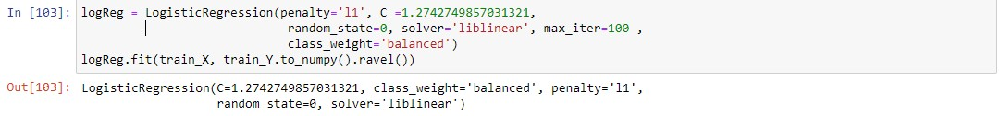 In [103]: logReg = LogisticRegression(penalty='l1', C =1.2742749857031321,
random_state=0, solver='liblinear', max_iter=100 ,
class_weight='balanced')
logReg.fit(train_X, train_Y.to_numpy().ravel())
Out[103]: LogisticRegression(C=1.2742749857031321, class_weight='balanced', penalty='l1',
random_state=0, solver='liblinear')